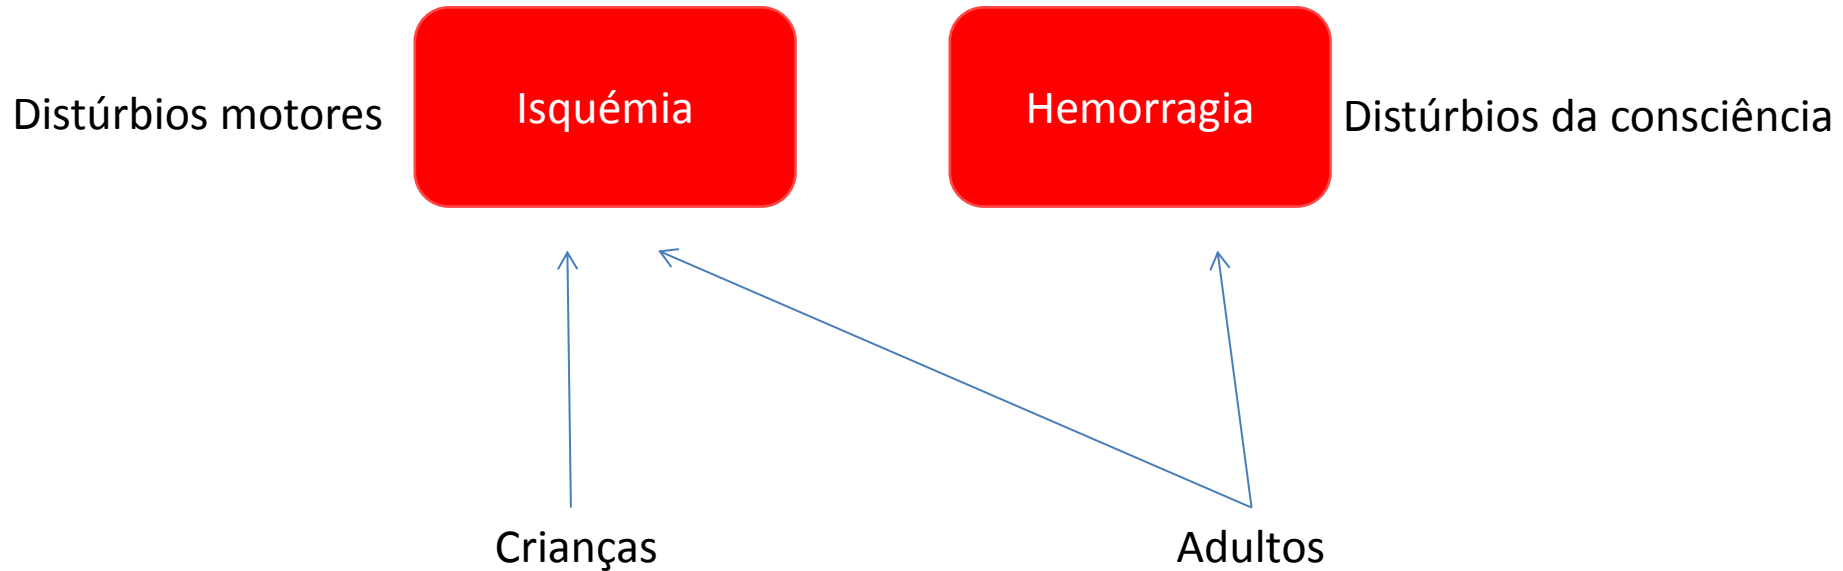 Distúrbios motores
Isquémia
Hemorragia
Distúrbios da consciência
Crianças
Adultos